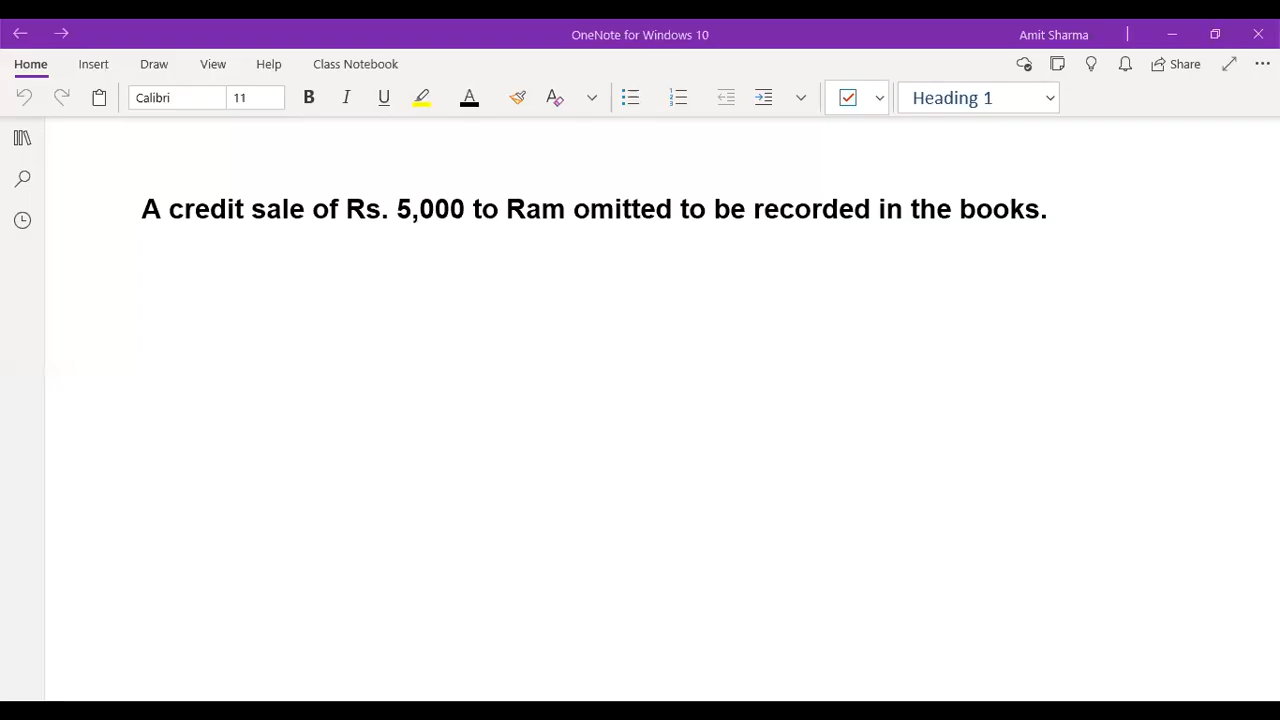 OneNote for Windows 10
Amit Sharma
Home Insert Draw View Help Class Notebook
Share
Calibri 11 B I U A A Heading 1
A credit sale of Rs. 5,000 to Ram omitted to be recorded in the books.